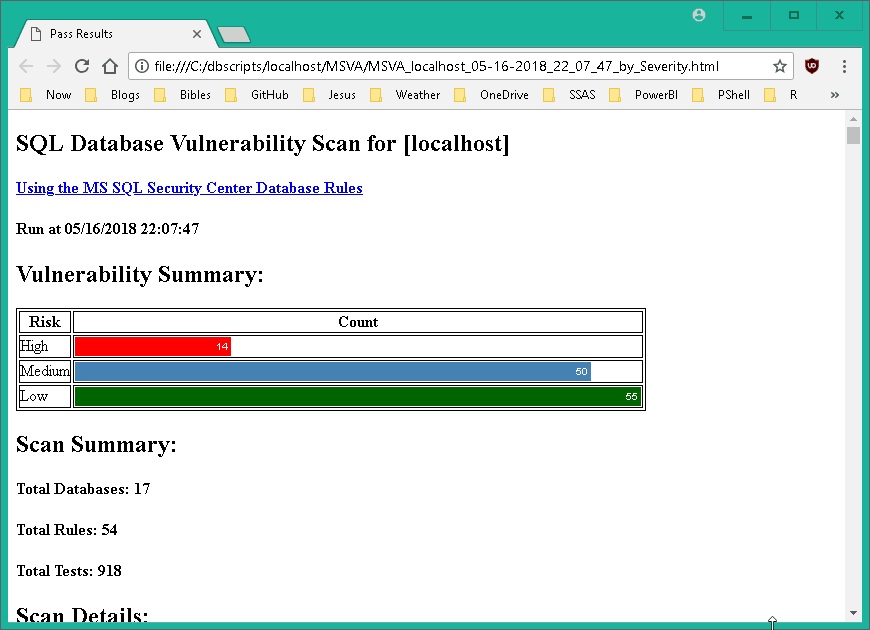 Pass Results
file:///C:/dbscripts/localhost/MSVA/MSVA_localhost_05-16-2018_22_07_47_by_Severity.html
Now Blogs Bibles GitHub Jesus Weather OneDrive SSAS PowerBI PShell R »
SQL Database Vulnerability Scan for [localhost]
Using the MS SQL Security Center Database Rules
Run at 05/16/2018 22:07:47
Vulnerability Summary:
Risk Count
High 14
Medium 50
Low 55
Scan Summary:
Total Databases: 17
Total Rules: 54
Total Tests: 918
Scan Details: